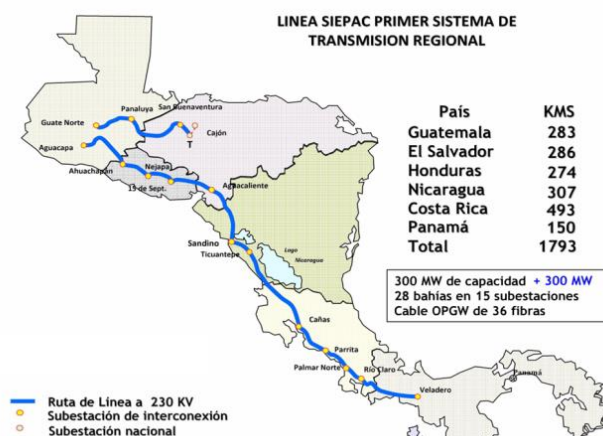 LINEA SIEPAC PRIMER SISTEMA DE
TRANSMISION REGIONAL
Panaluya
San Buenaventura
Guate Norte
Cajón
T
Aguacapa
Ahuachapán
Nejapa
15 de Sept.
Aguacaliente
Sandino
Ticuantepe
Lago
Nicaragua
Cañas
Parrita
Palmar Norte
Río Claro
Veladero
Panamá
País KMS
Guatemala 283
El Salvador 286
Honduras 274
Nicaragua 307
Costa Rica 493
Panamá 150
Total 1793
300 MW de capacidad + 300 MW
28 bahías en 15 subestaciones
Cable OPGW de 36 fibras
Ruta de Línea a 230 KV
Subestación de interconexión
Subestación nacional